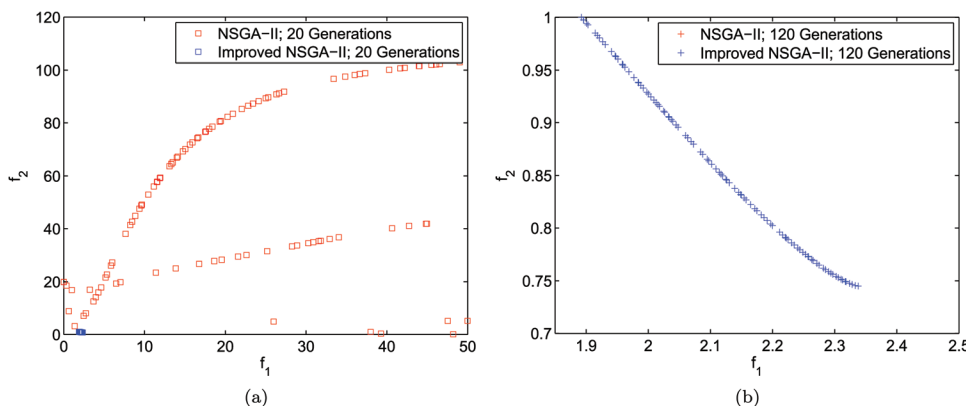 120
100
80
60
40
20
0
f2
0 10 20 30 40 50
f1
NSGA−II; 20 Generations
Improved NSGA−II; 20 Generations
(a)
1
0.95
0.9
0.85
0.8
0.75
0.7
f2
1.9 2 2.1 2.2 2.3 2.4 2.5
f1
NSGA−II; 120 Generations
Improved NSGA−II; 120 Generations
(b)